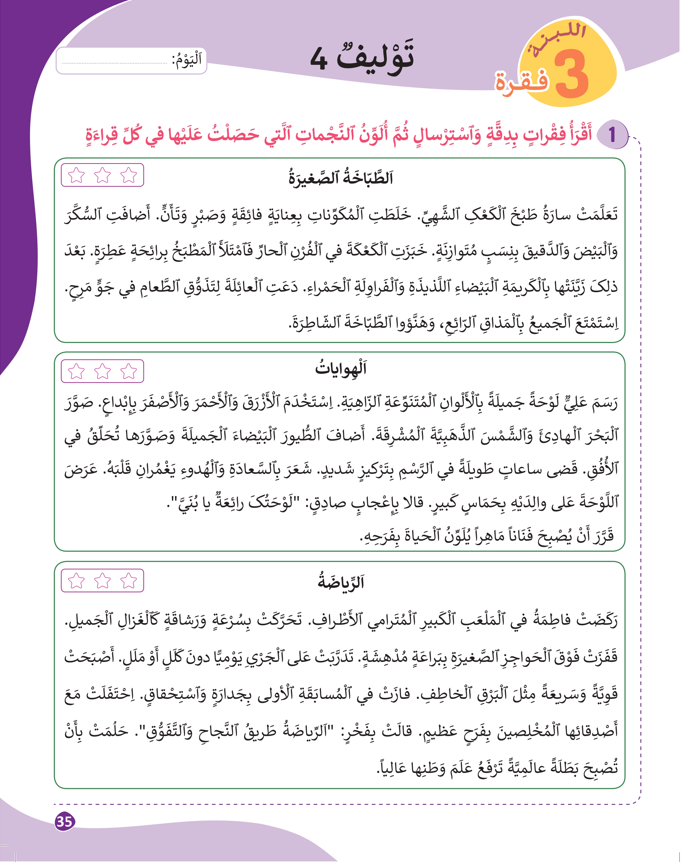 اللبنة
3
فقرة
تَوْليفٌ 4
اَلْيَوْمُ:
1 أَقْرَأُ فِقْراتٍ بِدِقَّةٍ وَٱسْتِرْسالٍ ثُمَّ أُلَوِّنُ ٱلنَّجْماتِ ٱلَّتي حَصَلْتُ عَلَيْها في كُلِّ قِراءَةٍ
اَلطَّبّاخَةُ ٱلصَّغيرَةُ
تَعَلَّمَتْ سارَةُ طَبْخَ ٱلْكَعْكِ ٱلشَّهِيِّ. خَلَطَتِ ٱلْمُكَوِّناتِ بِعِنايَةٍ فائِقَةٍ وَصَبْرٍ وَتَأَنٍّ. أَضافَتِ ٱلسُّكَّرَ
وَٱلْبَيْضَ وَٱلدَّقيقَ بِنِسَبٍ مُتَوازِنَةٍ. خَبَزَتِ ٱلْكَعْكَةَ في ٱلْفُرْنِ ٱلْحارِّ فَٱمْتَلَأَ ٱلْمَطْبَخُ بِرائِحَةٍ عَطِرَةٍ. بَعْدَ
ذلِكَ زَيَّنَتْها بِٱلْكَريمَةِ ٱلْبَيْضاءِ ٱللَّذيذَةِ وَٱلْفَراوِلَةِ ٱلْحَمْراءِ. دَعَتِ ٱلْعائِلَةَ لِتَذَوُّقِ ٱلطَّعامِ في جَوٍّ مَرِحٍ.
اِسْتَمْتَعَ ٱلْجَميعُ بِٱلْمَذاقِ ٱلرّائِعِ، وَهَنَّؤوا ٱلطَّبّاخَةَ ٱلشّاطِرَةَ.
اَلْهِواياتُ
رَسَمَ عَلِيٌّ لَوْحَةً جَميلَةً بِٱلْأَلْوانِ ٱلْمُتَنَوِّعَةِ ٱلزّاهِيَةِ. اِسْتَخْدَمَ ٱلْأَزْرَقَ وَٱلْأَحْمَرَ وَٱلْأَصْفَرَ بِإِبْداعٍ. صَوَّرَ
ٱلْبَحْرَ ٱلْهادِئَ وَٱلشَّمْسَ ٱلذَّهَبِيَّةَ ٱلْمُشْرِقَةَ. أَضافَ ٱلطُّيورَ ٱلْبَيْضاءَ ٱلْجَميلَةَ وَصَوَّرَها تُحَلِّقُ في
ٱلْأُفُقِ. قَضى ساعاتٍ طَويلَةً في ٱلرَّسْمِ بِتَرْكيزٍ شَديدٍ. شَعَرَ بِٱلسَّعادَةِ وَٱلْهُدوءِ يَغْمُرانِ قَلْبَهُ. عَرَضَ
ٱللَّوْحَةَ عَلى والِدَيْهِ بِحَماسٍ كَبيرٍ. قالا بِإِعْجابٍ صادِقٍ: "لَوْحَتُكَ رائِعَةٌ يا بُنَيَّ".
قَرَّرَ أَنْ يُصْبِحَ فَنّاناً ماهِراً يُلَوِّنُ ٱلْحَياةَ بِفَرَحِهِ.
اَلرِّياضَةُ
رَكَضَتْ فاطِمَةُ في ٱلْمَلْعَبِ ٱلْكَبيرِ ٱلْمُتَرامي ٱلْأَطْرافِ. تَحَرَّكَتْ بِسُرْعَةٍ وَرَشاقَةٍ كَٱلْغَزالِ ٱلْجَميلِ.
قَفَزَتْ فَوْقَ ٱلْحَواجِزِ ٱلصَّغيرَةِ بِبَراعَةٍ مُدْهِشَةٍ. تَدَرَّبَتْ عَلى ٱلْجَرْيِ يَوْمِيًّا دونَ كَلَلٍ أَوْ مَلَلٍ. أَصْبَحَتْ
قَوِيَّةً وَسَريعَةً مِثْلَ ٱلْبَرْقِ ٱلْخاطِفِ. فازَتْ في ٱلْمُسابَقَةِ ٱلْأولى بِجَدارَةٍ وَٱسْتِحْقاقٍ. اِحْتَفَلَتْ مَعَ
أَصْدِقائِها ٱلْمُخْلِصينَ بِفَرَحٍ عَظيمٍ. قالَتْ بِفَخْرٍ: "اَلرِّياضَةُ طَريقُ ٱلنَّجاحِ وَٱلتَّفَوُّقِ". حَلُمَتْ بِأَنْ
تُصْبِحَ بَطَلَةً عالَمِيَّةً تَرْفَعُ عَلَمَ وَطَنِها عالِياً.
35